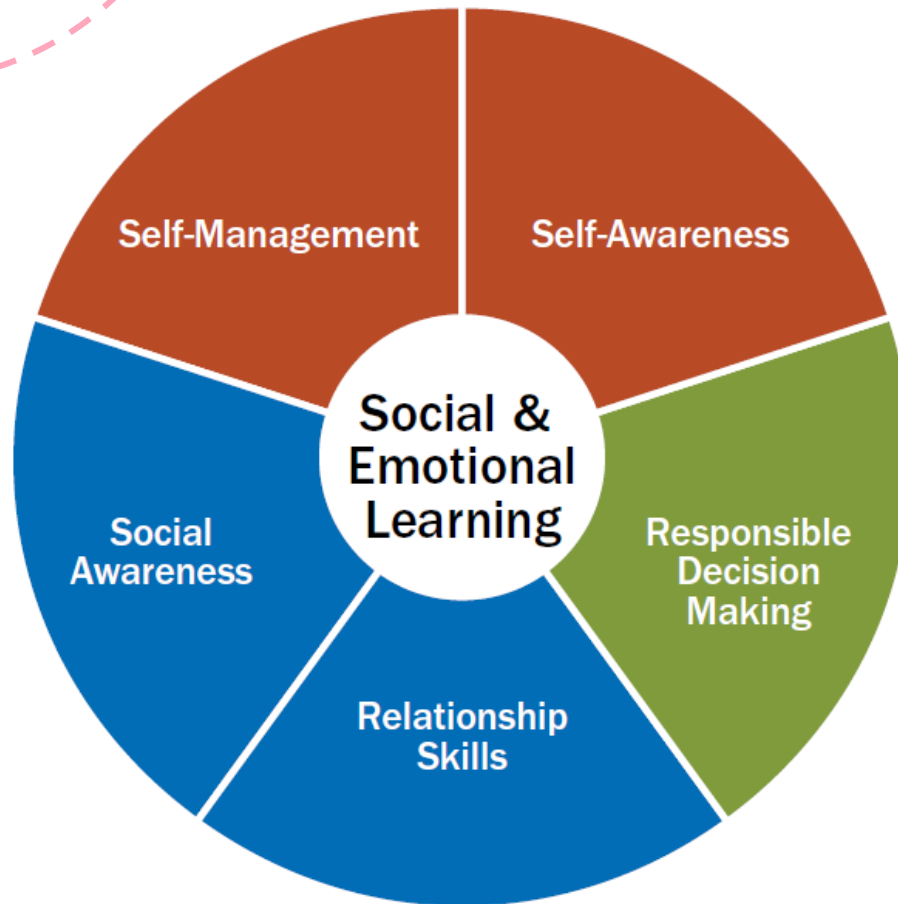 Self-Management
Self-Awareness
Social &
Emotional
Learning
Social
Awareness
Responsible
Decision
Making
Relationship
Skills